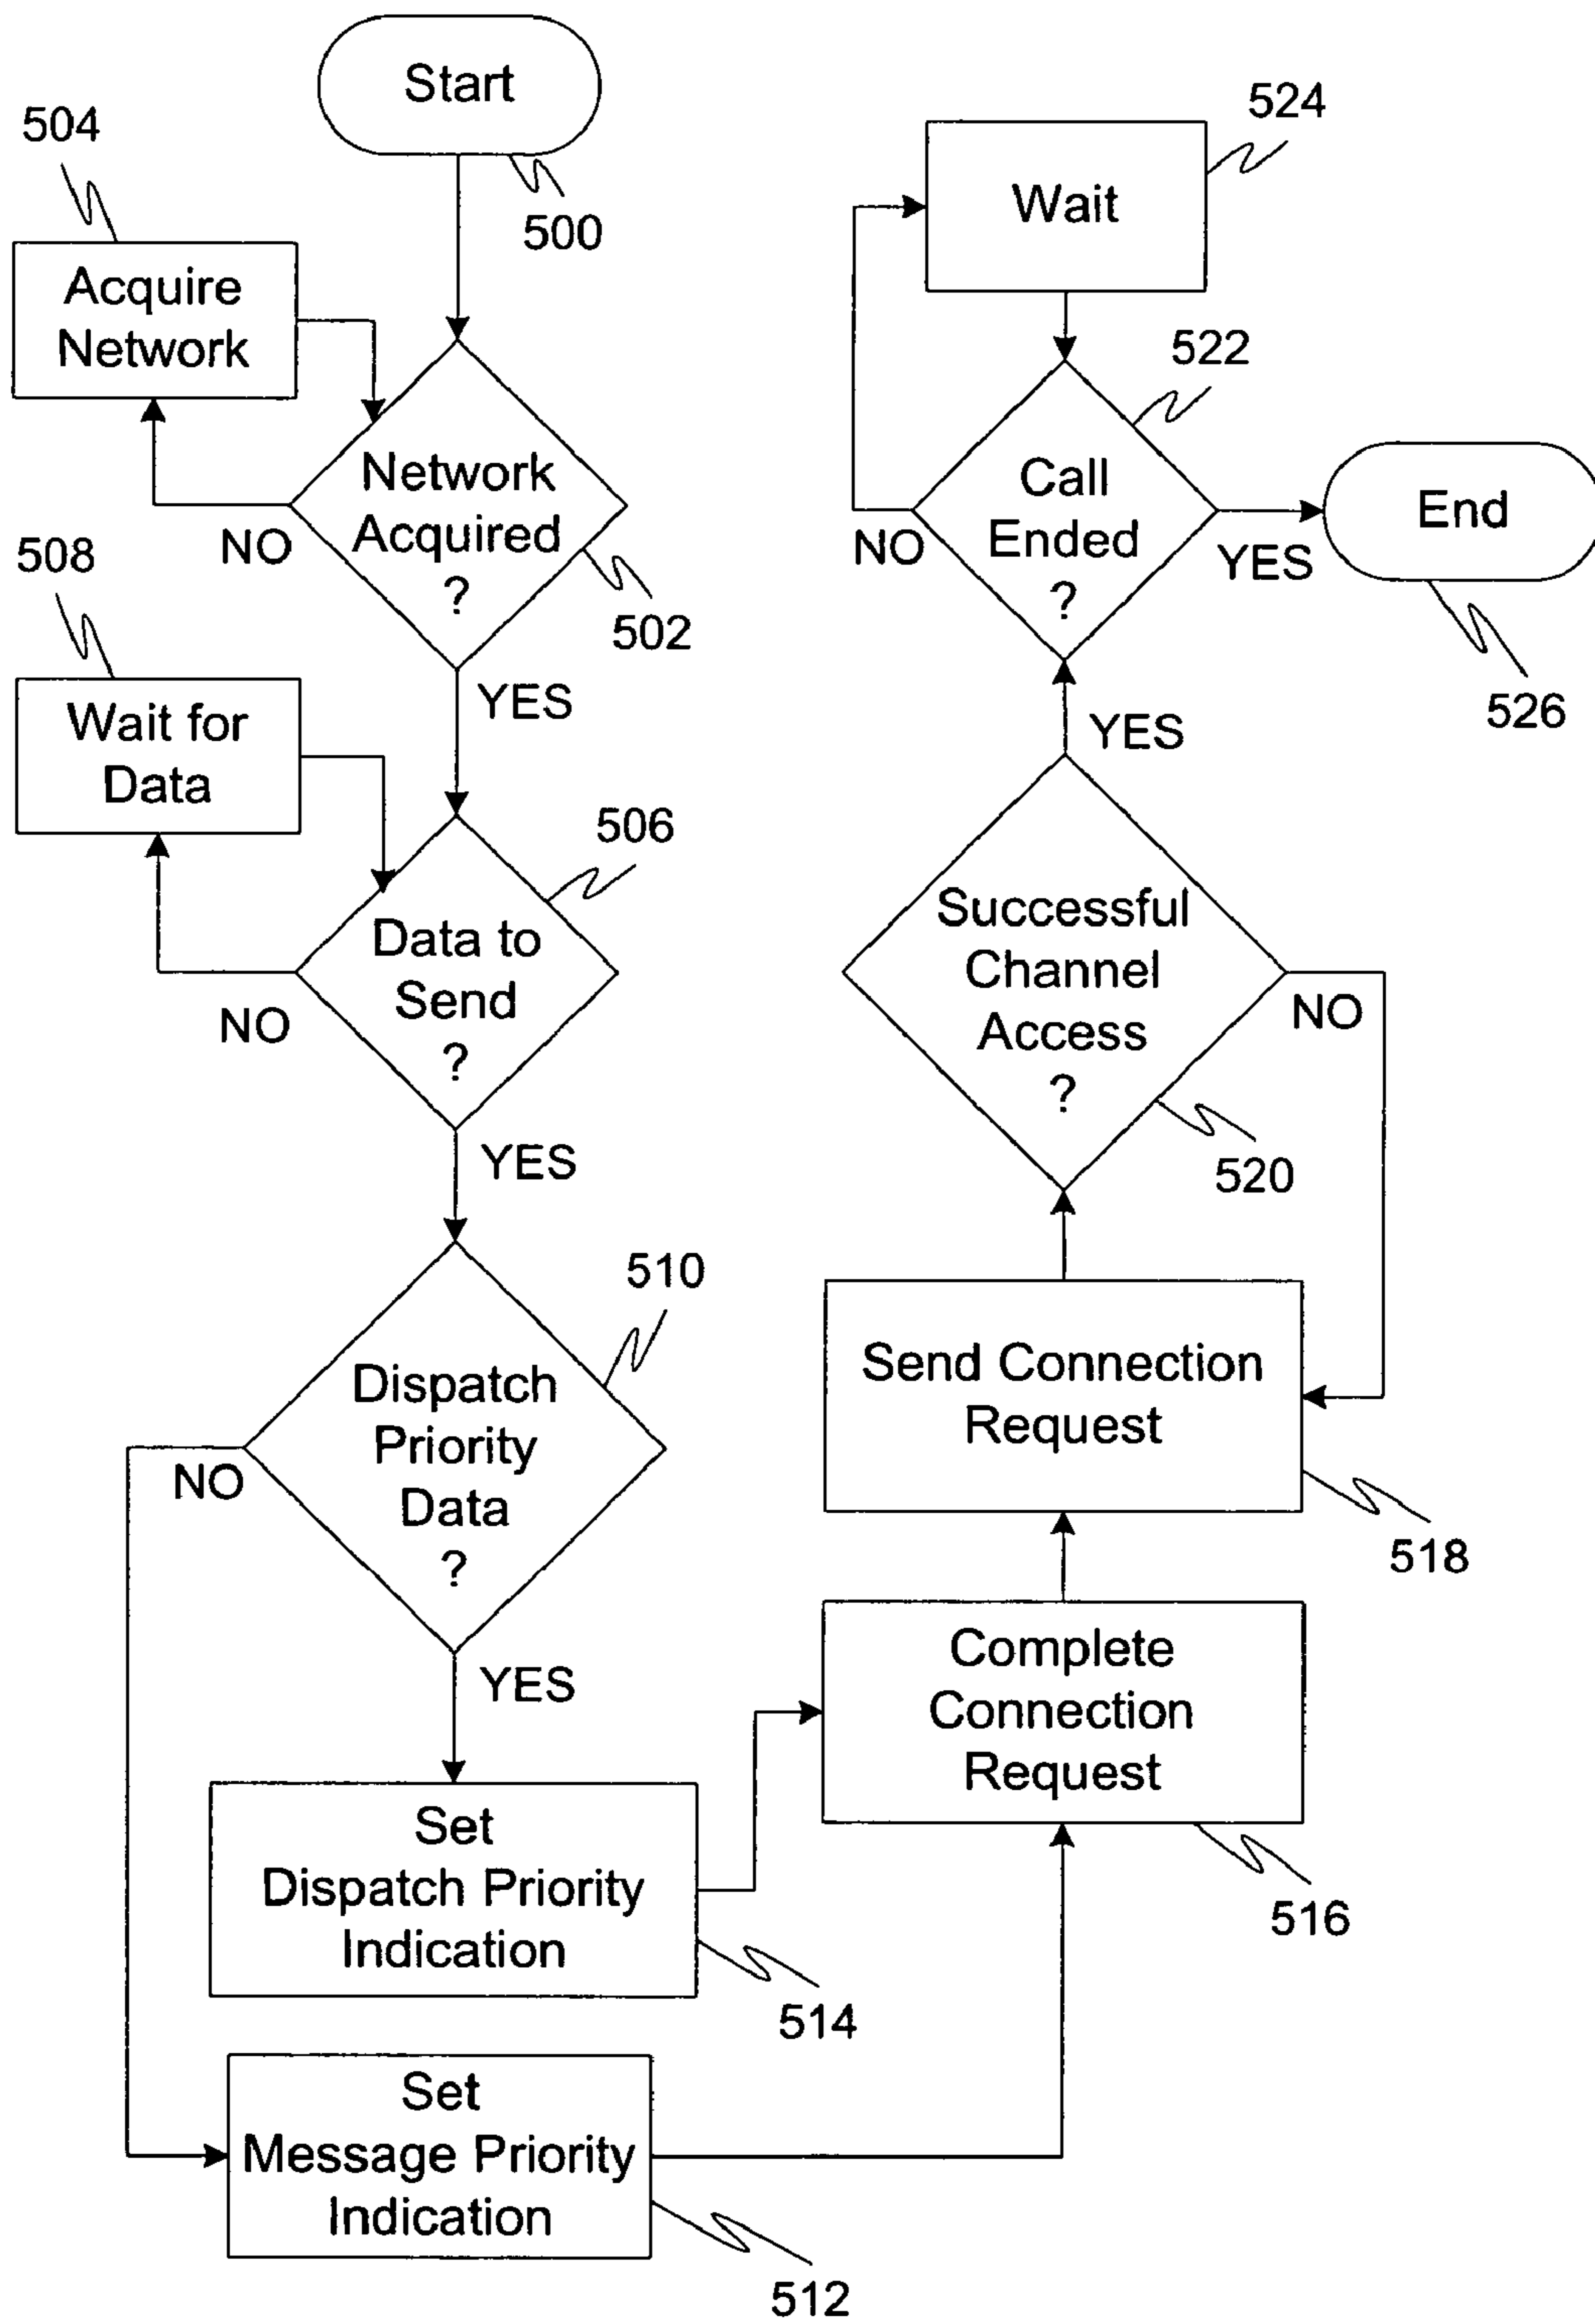 Start
500
504
Acquire
Network
Network
Acquired
?
NO
502
YES
508
Wait for
Data
506
Data to
Send
?
NO
YES
510
Dispatch
Priority
Data
?
NO
YES
Set
Dispatch Priority
Indication
514
Set
Message Priority
Indication
512
524
Wait
522
Call
Ended
?
NO
YES
End
526
YES
Successful
Channel
Access
?
NO
520
Send Connection
Request
518
Complete
Connection
Request
516